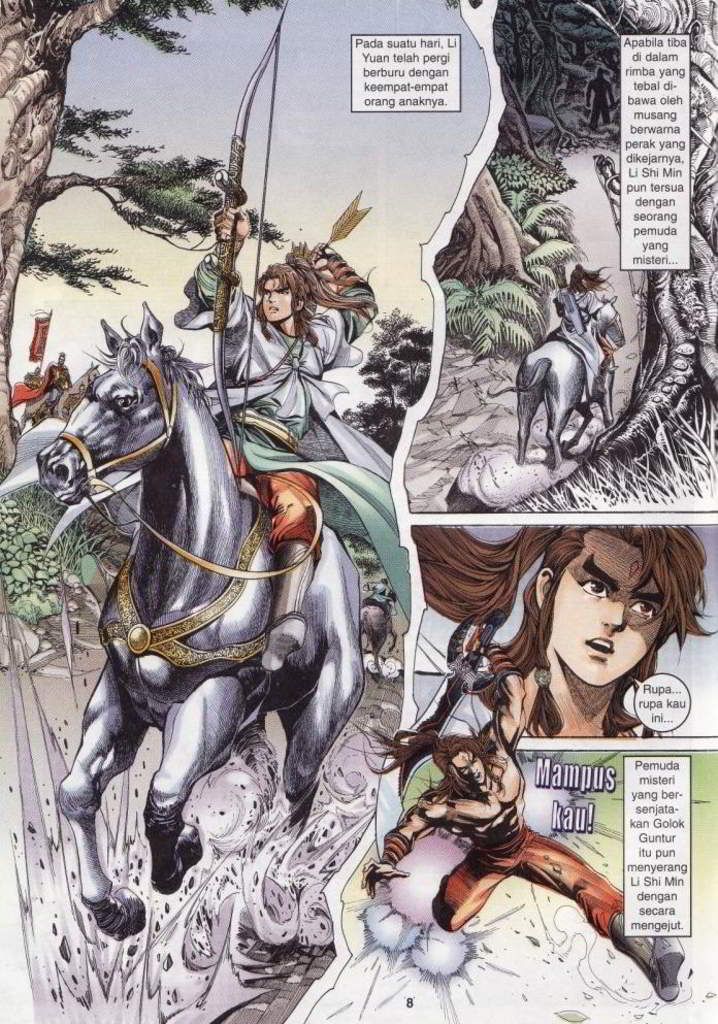 Pada suatu hari, Li
Yuan telah pergi
berburu dengan
keempat-empat
orang anaknya.
Apabila tiba
di dalam
rimba yang
tebal di-
bawa oleh
musang
berwarna
perak yang
dikejarnya,
Li Shi Min
pun tersua
dengan
seorang
pemuda
yang
misteri...
Rupa...
rupa kau
ini...
Mampus
kau!
Pemuda
misteri
yang ber-
senjata-
kan Golok
Guntur
itu pun
menyerang
Li Shi Min
dengan
secara
mengejut.
8